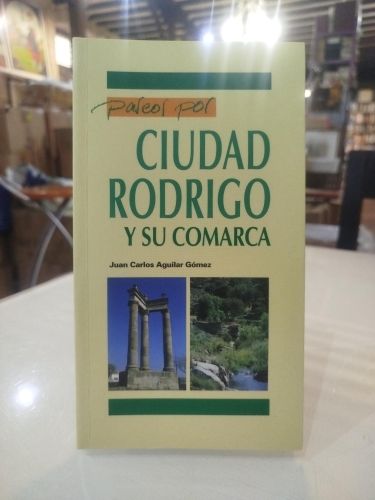 paseos por
CIUDAD
RODRIGO
Y SU COMARCA
Juan Carlos Aguilar Gómez